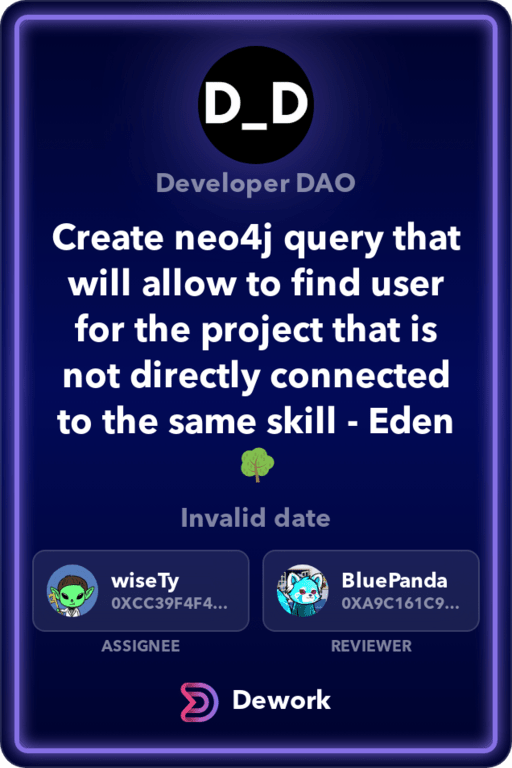 D_D
Developer DAO
Create neo4j query that
will allow to find user
for the project that is
not directly connected
to the same skill - Eden
🌳
Invalid date
wiseTy
0XCC39F4F4...
ASSIGNEE
BluePanda
0XA9C161C9...
REVIEWER
Dework